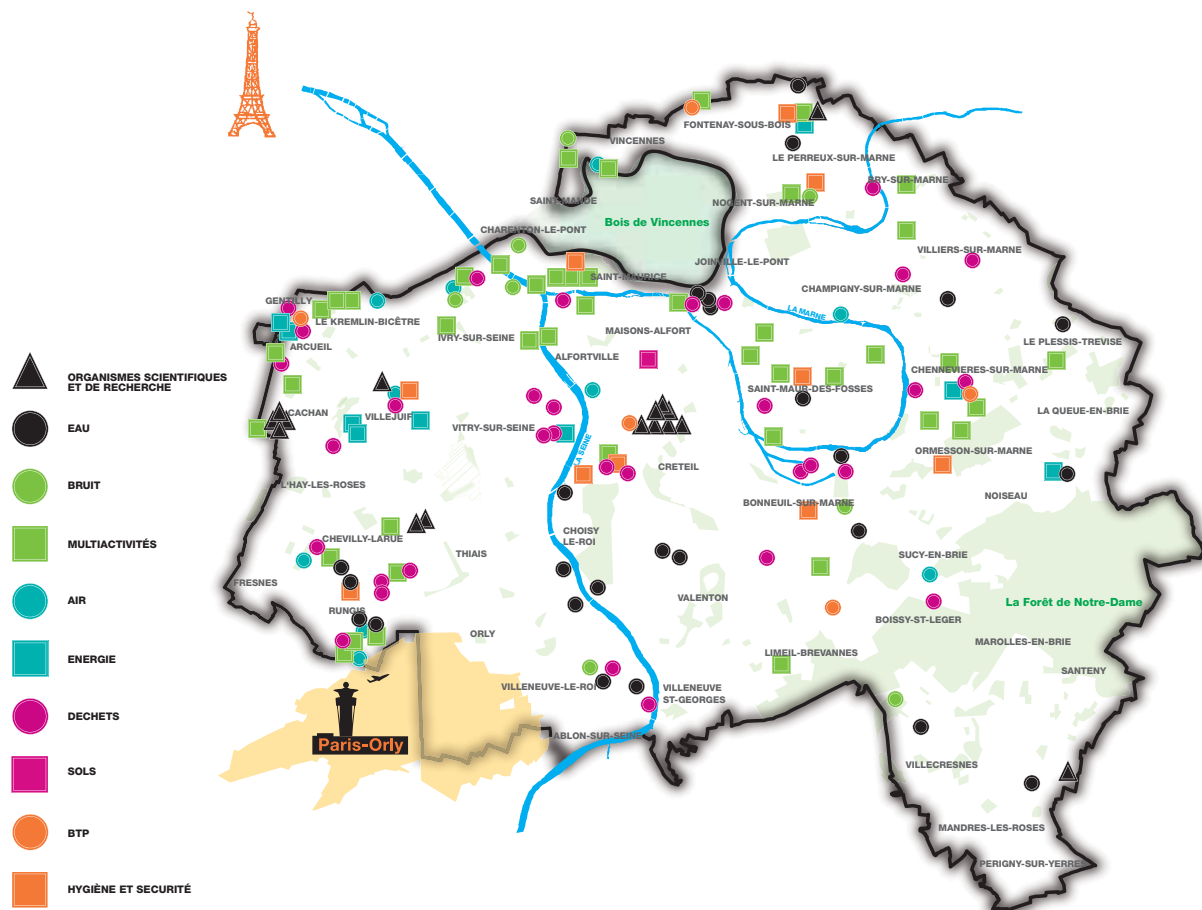 FONTENAY-SOUS-BOIS
VINCENNES
LE PERREUX-SUR-MARNE
BRY-SUR-MARNE
SAINT-MANDE
NOGENT-SUR-MARNE
Bois de Vincennes
CHARENTON-LE-PONT
VILLIERS-SUR-MARNE
JOINVILLE-LE-PONT
SAINT-MAURICE
CHAMPIGNY-SUR-MARNE
GENTILLY
LE KREMLIN-BICÊTRE
LA MARNE
IVRY-SUR-SEINE
MAISONS-ALFORT
ARCUEIL
LE PLESSIS-TREVISE
ALFORTVILLE
CHENNEVIERES-SUR-MARNE
ORGANISMES SCIENTIFIQUES
ET DE RECHERCHE
SAINT-MAUR-DES-FOSSES
CACHAN
VILLEJUIF
LA QUEUE-EN-BRIE
EAU
VITRY-SUR-SEINE
LA SEINE
ORMESSON-SUR-MARNE
CRETEIL
BRUIT
L'HAY-LES-ROSES
BONNEUIL-SUR-MARNE
NOISEAU
MULTIACTIVITÉS
CHEVILLY-LARUE
CHOISY
LE-ROI
THIAIS
SUCY-EN-BRIE
FRESNES
AIR
VALENTON
La Forêt de Notre-Dame
RUNGIS
BOISSY-ST-LEGER
ORLY
MAROLLES-EN-BRIE
ENERGIE
LIMEIL-BREVANNES
SANTENY
VILLENEUVE-LE-ROI
VILLENEUVE
ST-GEORGES
DECHETS
Paris-Orly
ABLON-SUR-SEINE
VILLECRESNES
SOLS
MANDRES-LES-ROSES
BTP
PERIGNY-SUR-YERRES
HYGIÈNE ET SECURITÉ